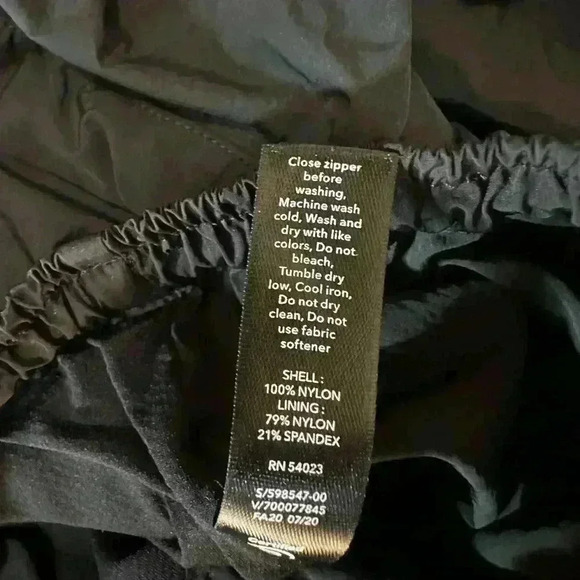 Close zipper
before
washing,
Machine wash
cold, Wash and
dry with like
colors, Do not
bleach,
Tumble dry
low, Cool iron,
Do not dry
clean, Do not
use fabric
softener
SHELL :
100% NYLON
LINING :
79% NYLON
21% SPANDEX
RN 54023
S/598547-00
V/700077845
FA20 07/20